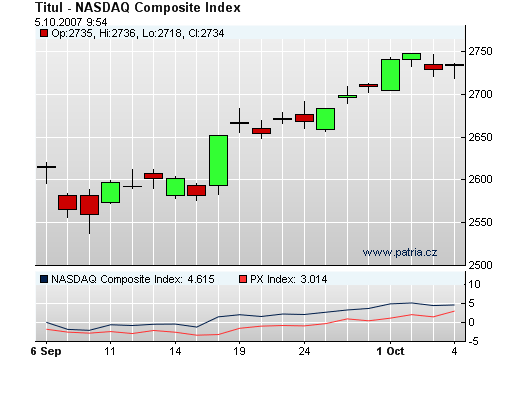 Titul - NASDAQ Composite Index
5.10.2007 9:54
Op:2735, Hi:2736, Lo:2718, Cl:2734
2750
2700
2650
2600
2550
2500
www.patria.cz
NASDAQ Composite Index: 4.615 PX Index: 3.014
10
5
0
-5
6 Sep 11 14 19 24 1 Oct 4